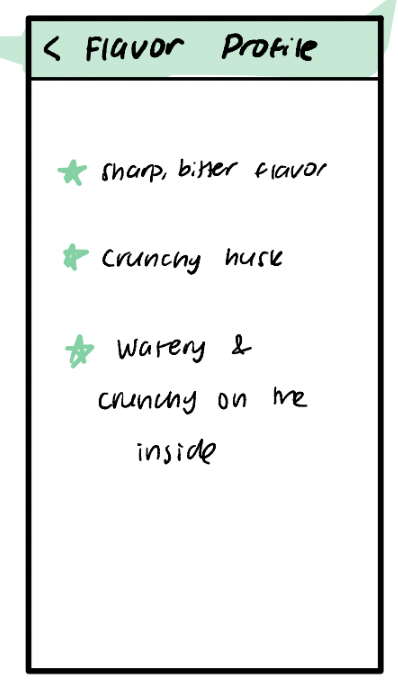 < Flavor Profile
sharp, bitter flavor
crunchy husk
watery &
crunchy on the
inside